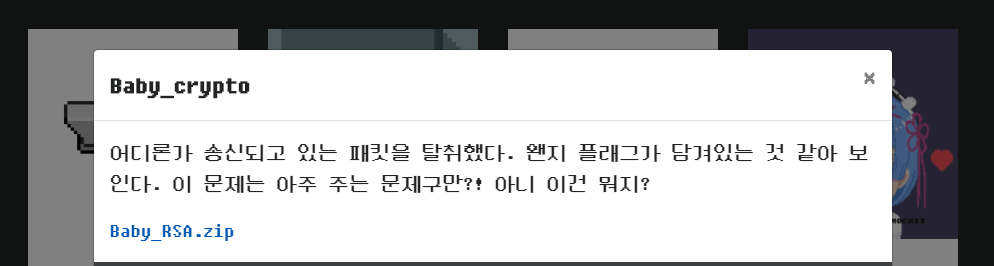 Baby_crypto
×
어디론가 송신되고 있는 패킷을 탈취했다. 왠지 플래그가 담겨있는 것 같아 보
인다. 이 문제는 아주 주는 문제구만?! 아니 이건 뭐지?
Baby_RSA.zip